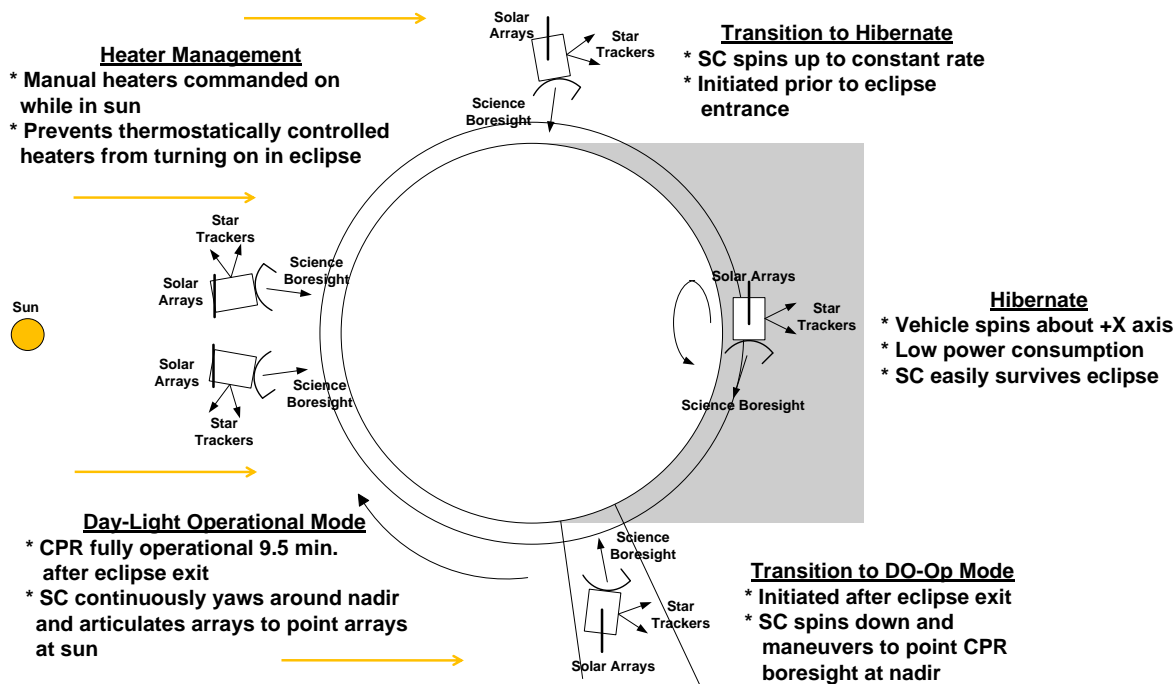 Heater Management
* Manual heaters commanded on
while in sun
* Prevents thermostatically controlled
heaters from turning on in eclipse
Solar
Arrays
Star
Trackers
Science
Boresight
Transition to Hibernate
* SC spins up to constant rate
* Initiated prior to eclipse
entrance
Star
Trackers
Science
Boresight
Solar
Arrays
Sun
Solar
Arrays
Science
Boresight
Star
Trackers
Solar Arrays
Star
Trackers
Science Boresight
Hibernate
* Vehicle spins about +X axis
* Low power consumption
* SC easily survives eclipse
Day-Light Operational Mode
* CPR fully operational 9.5 min.
after eclipse exit
* SC continuously yaws around nadir
and articulates arrays to point arrays
at sun
Science
Boresight
Star
Trackers
Solar Arrays
Transition to DO-Op Mode
* Initiated after eclipse exit
* SC spins down and
maneuvers to point CPR
boresight at nadir